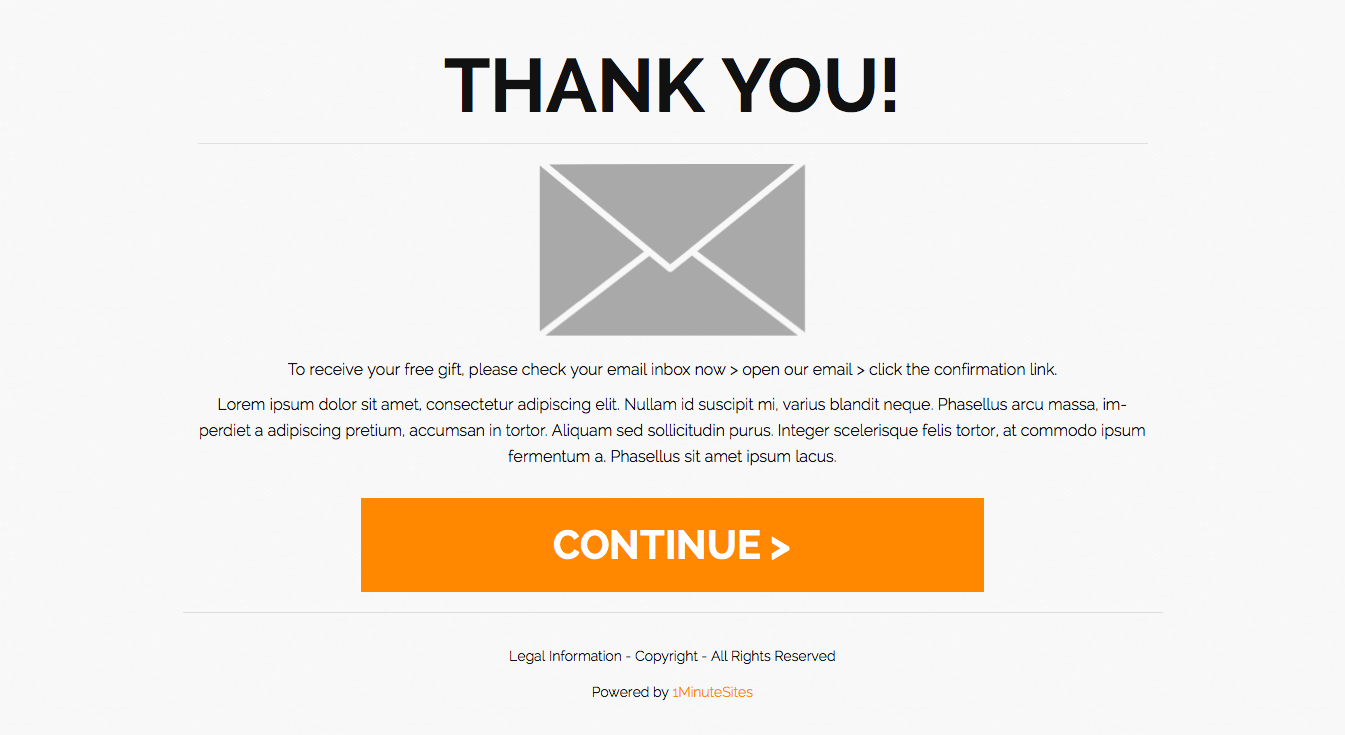 THANK YOU!
To receive your free gift, please check your email inbox now > open our email > click the confirmation link.
Lorem ipsum dolor sit amet, consectetur adipiscing elit. Nullam id suscipit mi, varius blandit neque. Phasellus arcu massa, im-
perdiet a adipiscing pretium, accumsan in tortor. Aliquam sed sollicitudin purus. Integer scelerisque felis tortor, at commodo ipsum
fermentum a. Phasellus sit amet ipsum lacus.
CONTINUE >
Legal Information - Copyright - All Rights Reserved
Powered by 1MinuteSites